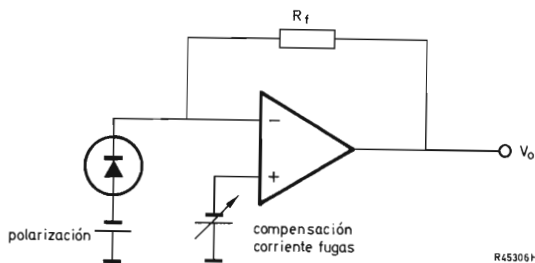 R f
−
+
V o
polarización
compensación
corriente fugas
R45306H